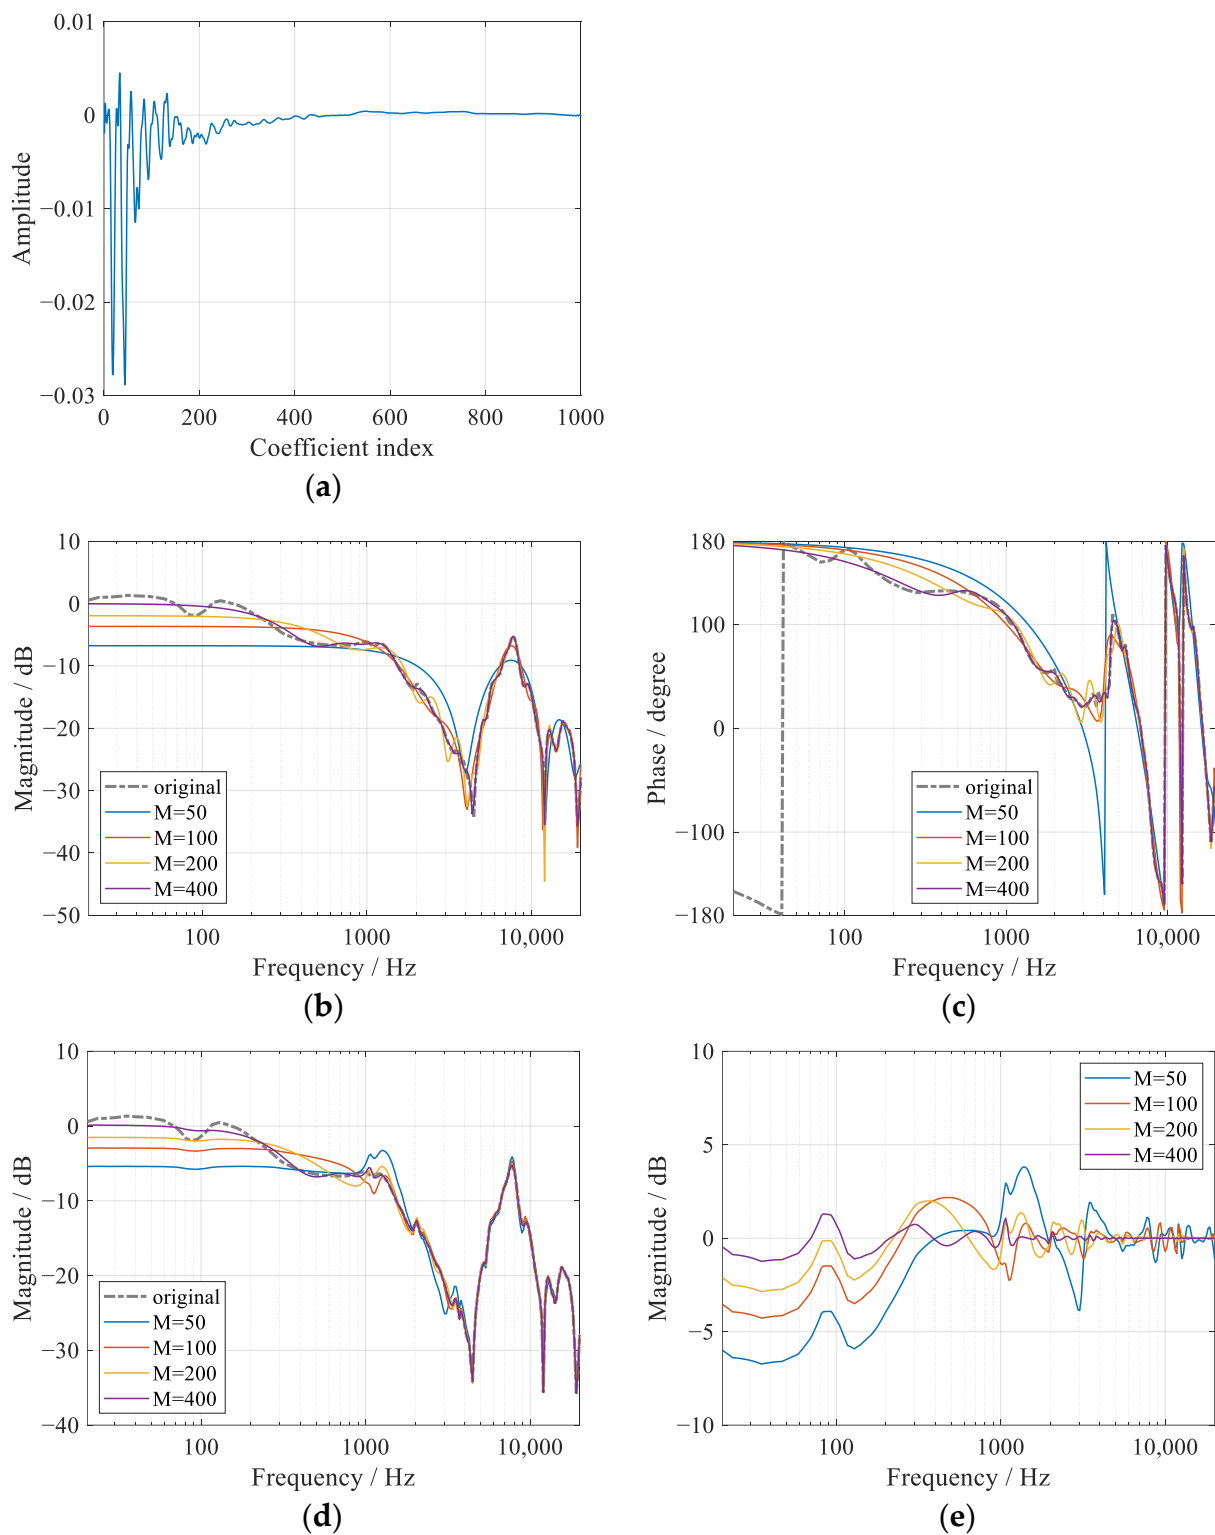 0.01
0
−0.01
−0.02
−0.03
Amplitude
0 200 400 600 800 1000
Coefficient index
(a)
10
0
−10
−20
−30
−40
−50
Magnitude / dB
original
M=50
M=100
M=200
M=400
100 1000 10,000
Frequency / Hz
(b)
180
100
0
−100
−180
Phase / degree
original
M=50
M=100
M=200
M=400
100 1000 10,000
Frequency / Hz
(c)
10
0
−10
−20
−30
−40
Magnitude / dB
original
M=50
M=100
M=200
M=400
100 1000 10,000
Frequency / Hz
(d)
10
5
0
−5
−10
Magnitude / dB
M=50
M=100
M=200
M=400
100 1000 10,000
Frequency / Hz
(e)